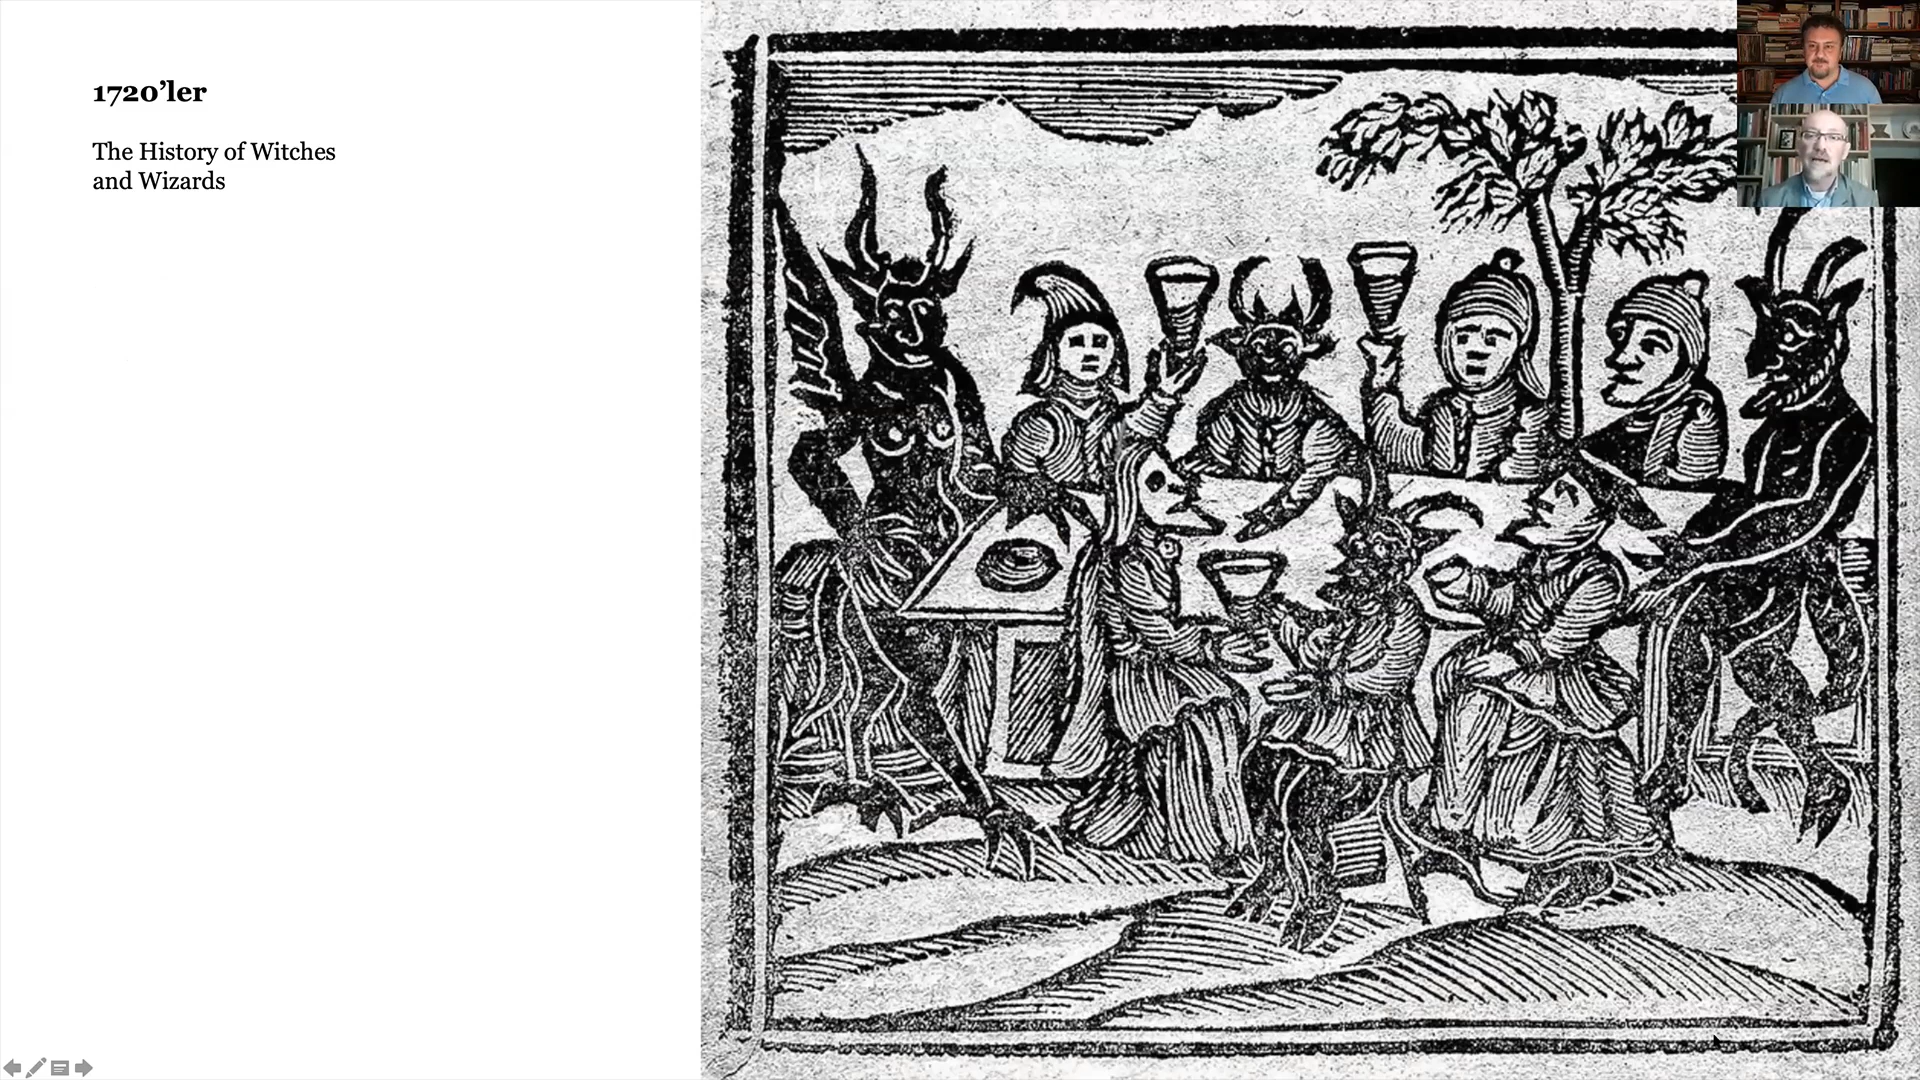 1720’ler
The History of Witches
and Wizards